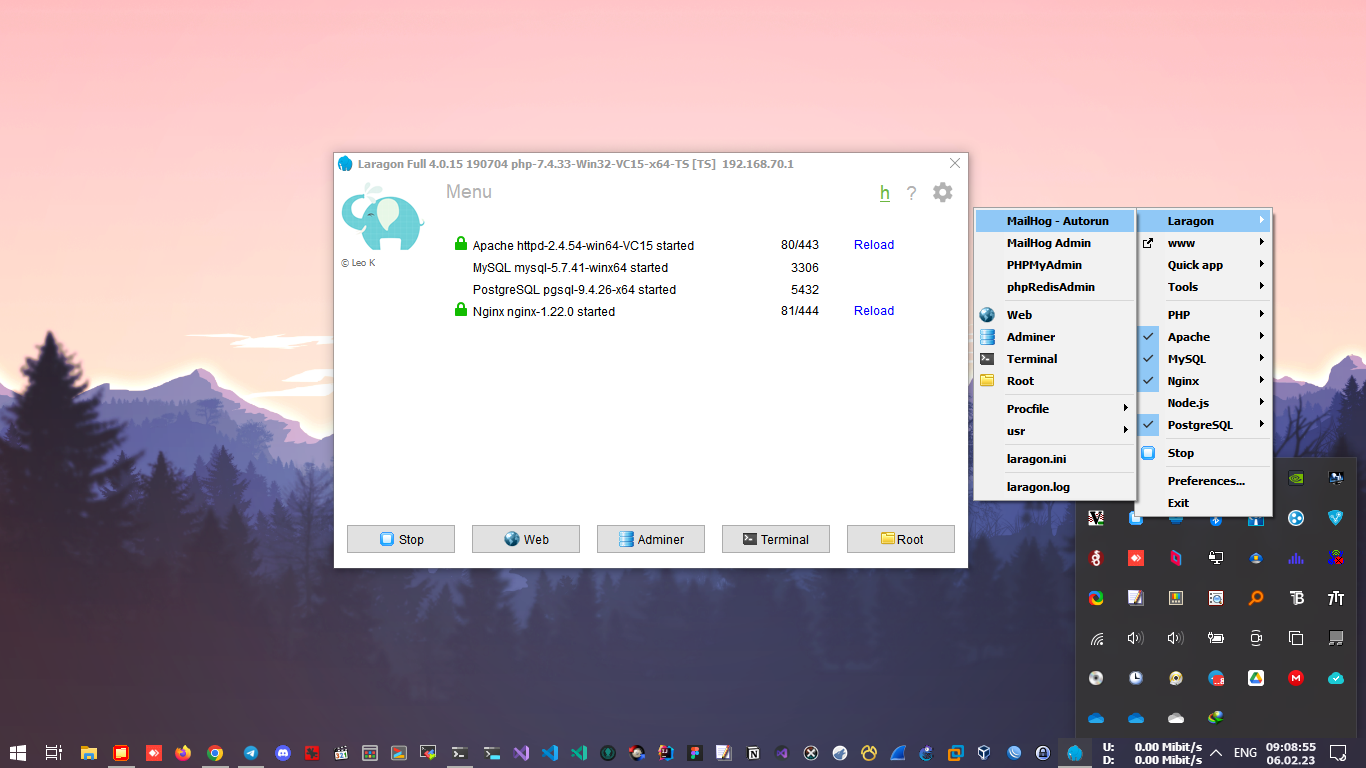 Laragon Full 4.0.15 190704 php-7.4.33-Win32-VC15-x64-TS [TS] 192.168.70.1
Menu
h ?
© Leo K
Apache httpd-2.4.54-win64-VC15 started 80/443 Reload
MySQL mysql-5.7.41-winx64 started 3306
PostgreSQL pgsql-9.4.26-x64 started 5432
Nginx nginx-1.22.0 started 81/444 Reload
Stop
Web
Adminer
Terminal
Root
MailHog - Autorun
MailHog Admin
PHPMyAdmin
phpRedisAdmin
Web
Adminer
Terminal
Root
Procfile
usr
laragon.ini
laragon.log
Laragon
www
Quick app
Tools
PHP
Apache
MySQL
Nginx
Node.js
PostgreSQL
Stop
Preferences...
Exit
U: 0.00 Mibit/s
D: 0.00 Mibit/s
ENG
09:08:55
06.02.23